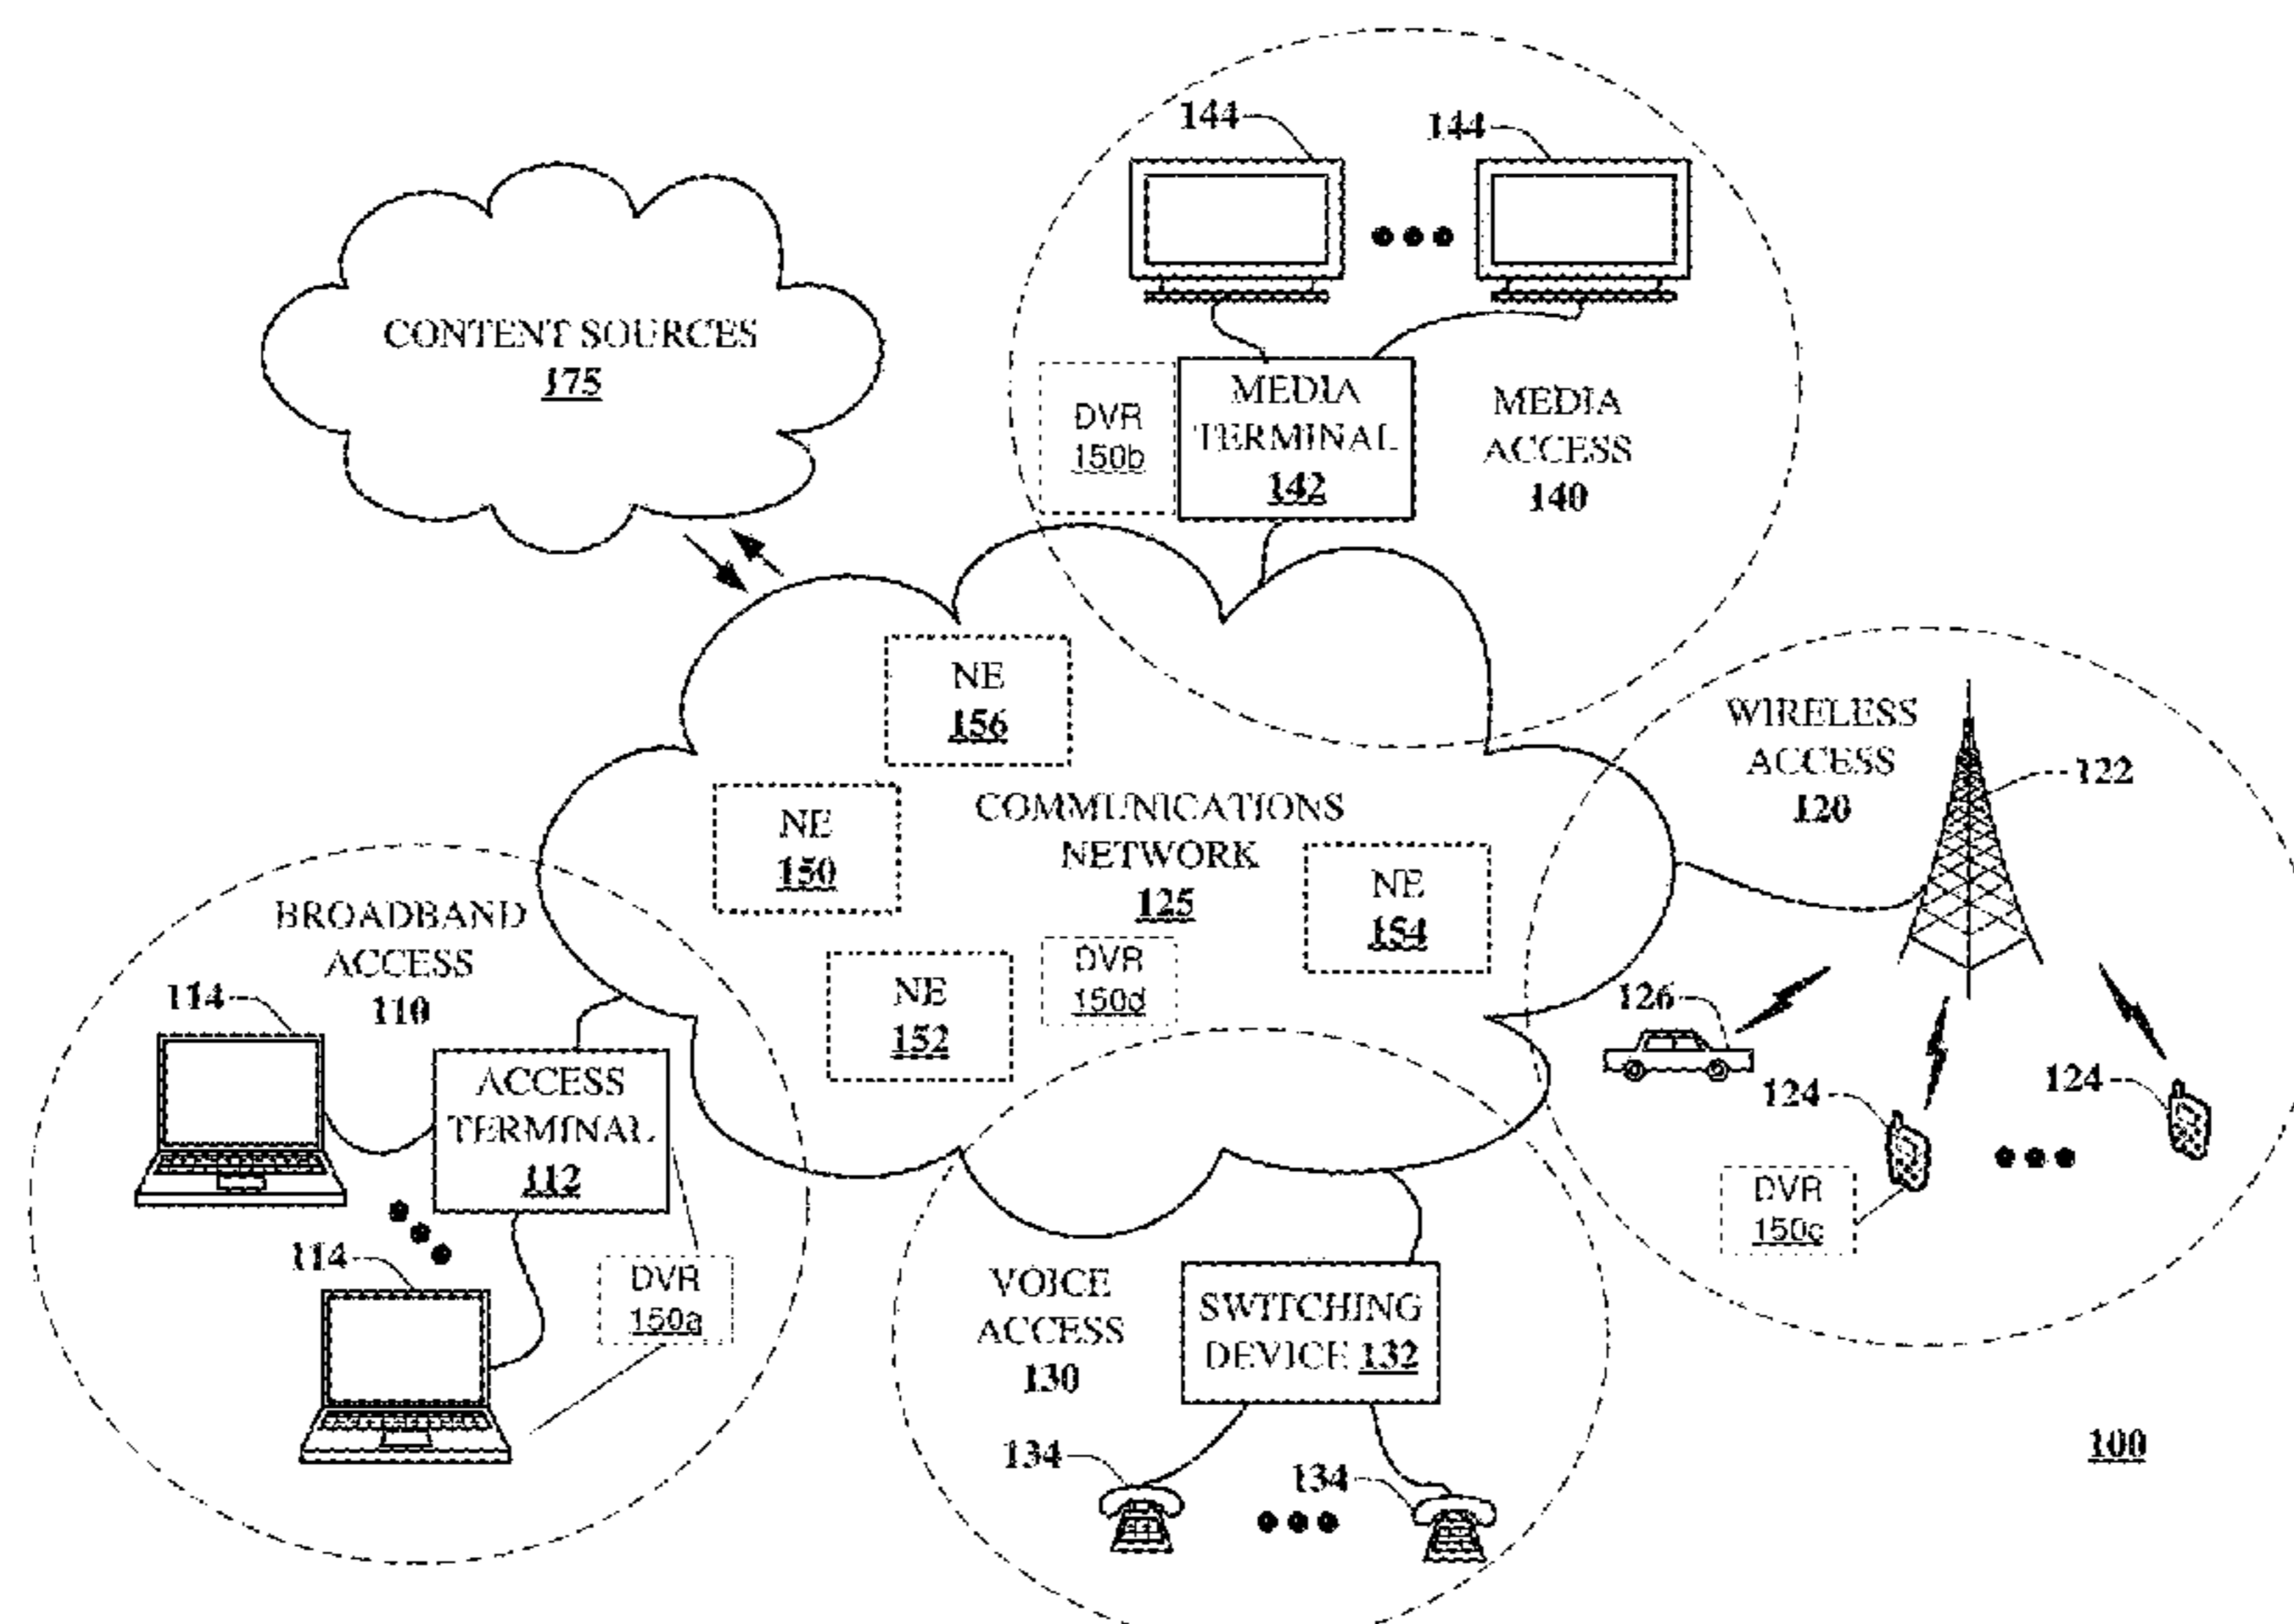 144
144
CONTENT SOURCES
175
DVR
150b
MEDIA
TERMINAL
142
MEDIA
ACCESS
140
NE
156
WIRELESS
ACCESS
120
122
NE
150
COMMUNICATIONS
NETWORK
125
NE
154
BROADBAND
ACCESS
110
NE
152
DVR
150d
114
ACCESS
TERMINAL
112
126
124
124
DVR
150c
114
DVR
150a
VOICE
ACCESS
130
SWITCHING
DEVICE 132
134
134
100